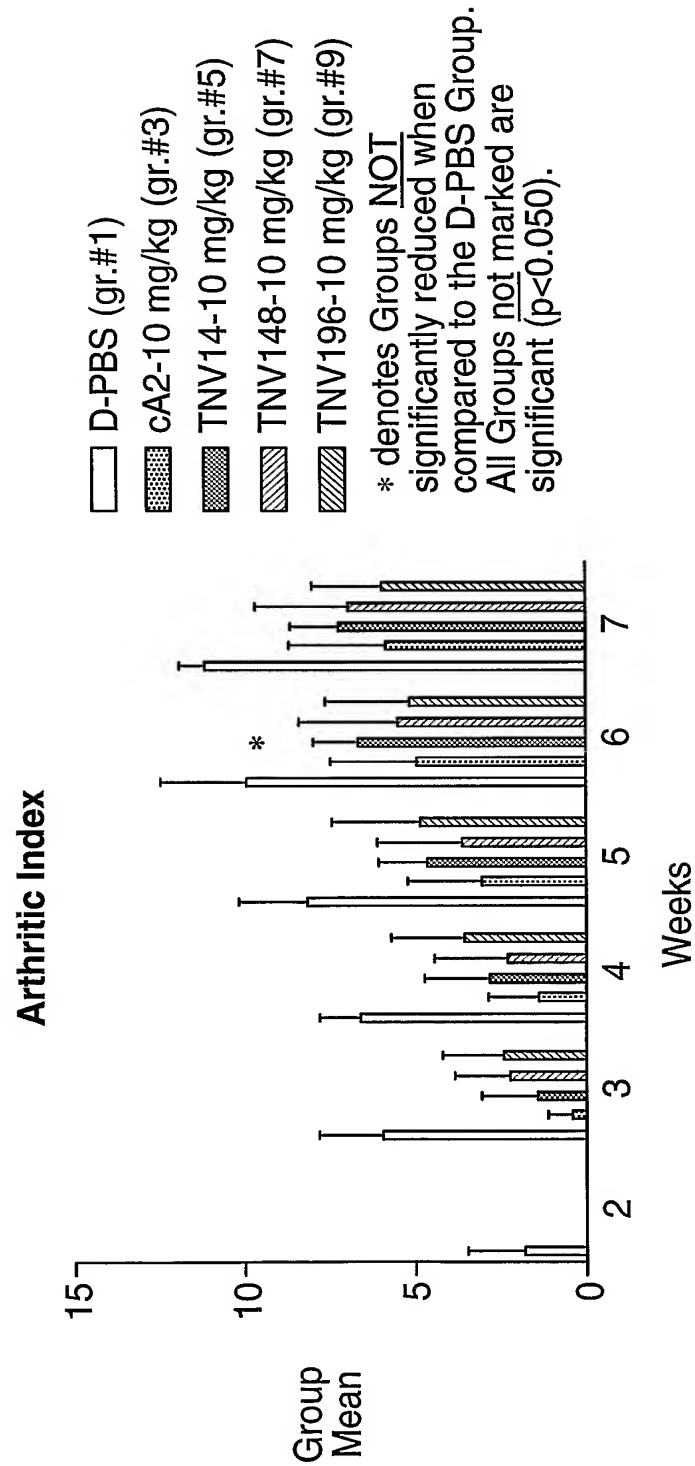 Arthritic Index
Group
Mean
15
10
5
0
2
3
4
5
6
7
*
Weeks
D-PBS (gr.#1)
cA2-10 mg/kg (gr.#3)
TNV14-10 mg/kg (gr.#5)
TNV148-10 mg/kg (gr.#7)
TNV196-10 mg/kg (gr.#9)
* denotes Groups NOT
significantly reduced when
compared to the D-PBS Group.
All Groups not marked are
significant (p<0.050).